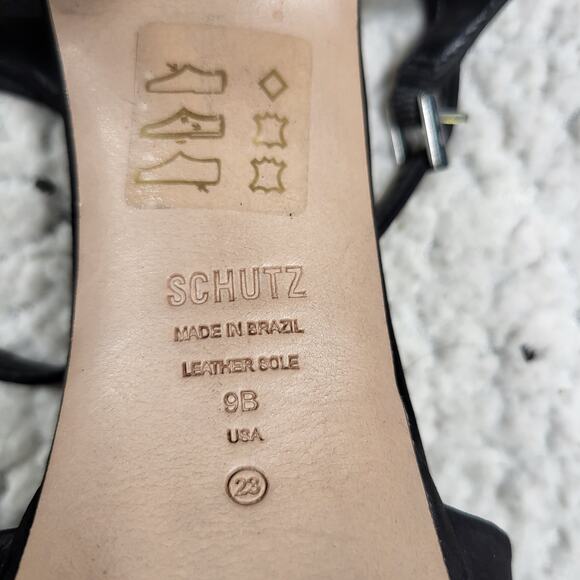 SCHUTZ
MADE IN BRAZIL
LEATHER SOLE
9B
USA
23